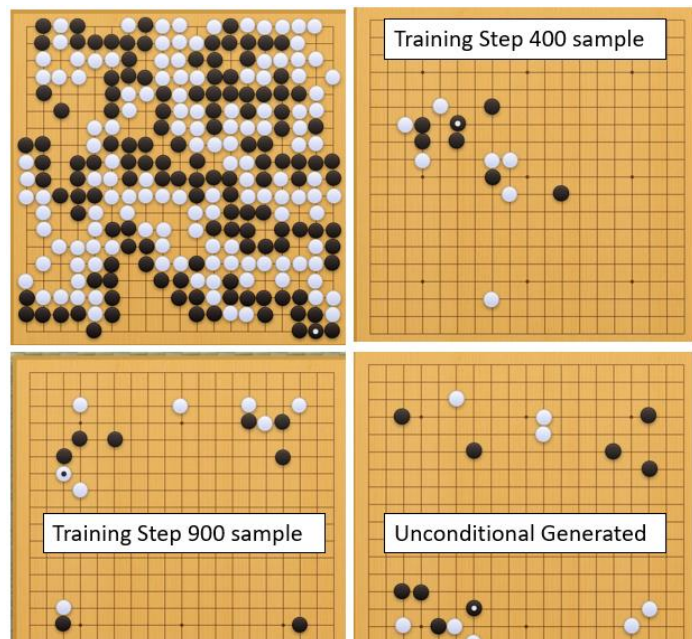 Training Step 400 sample
Training Step 900 sample
Unconditional Generated